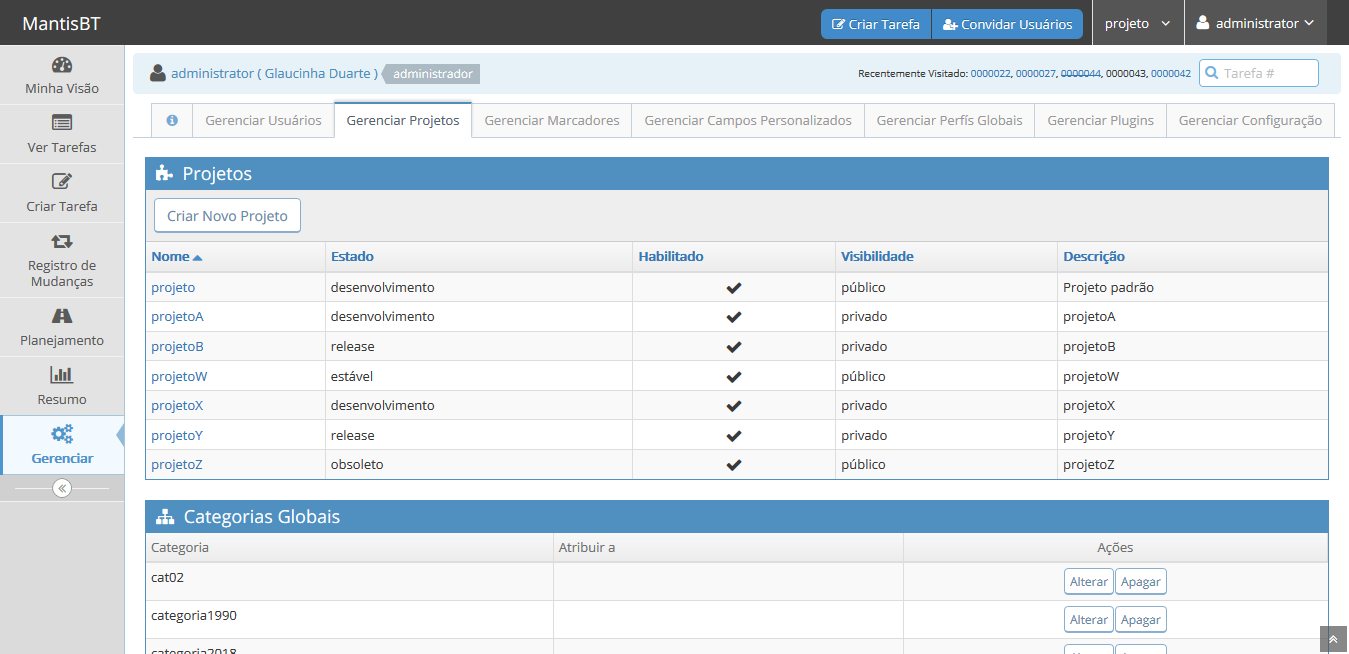 MantisBT
Criar Tarefa
Convidar Usuários
projeto
administrator
Minha Visão
Ver Tarefas
Criar Tarefa
Registro de
Mudanças
Planejamento
Resumo
Gerenciar
administrator ( Glaucinha Duarte ) administrador
Recentemente Visitado: 0000022, 0000027, 0000044, 0000043, 0000042
Tarefa #
Gerenciar Usuários
Gerenciar Projetos
Gerenciar Marcadores
Gerenciar Campos Personalizados
Gerenciar Perfís Globais
Gerenciar Plugins
Gerenciar Configuração
Projetos
Criar Novo Projeto
Nome Estado Habilitado Visibilidade Descrição
projeto desenvolvimento público Projeto padrão
projetoA desenvolvimento privado projetoA
projetoB release privado projetoB
projetoW estável público projetoW
projetoX desenvolvimento privado projetoX
projetoY release privado projetoY
projetoZ obsoleto público projetoZ
Categorias Globais
Categoria Atribuir a Ações
cat02 Alterar Apagar
categoria1990 Alterar Apagar
categoria2018